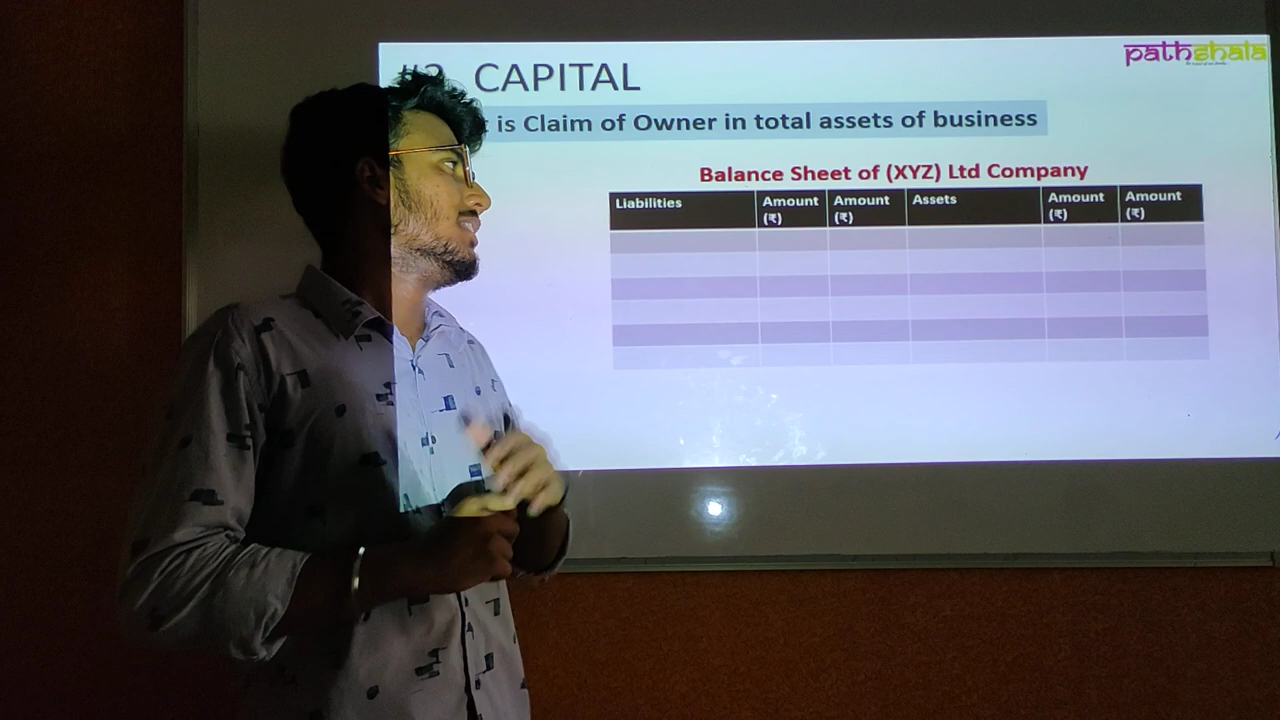 CAPITAL
is Claim of Owner in total assets of business
Balance Sheet of (XYZ) Ltd Company
Liabilities Amount (₹) Amount (₹) Assets Amount (₹) Amount (₹)
pathshala